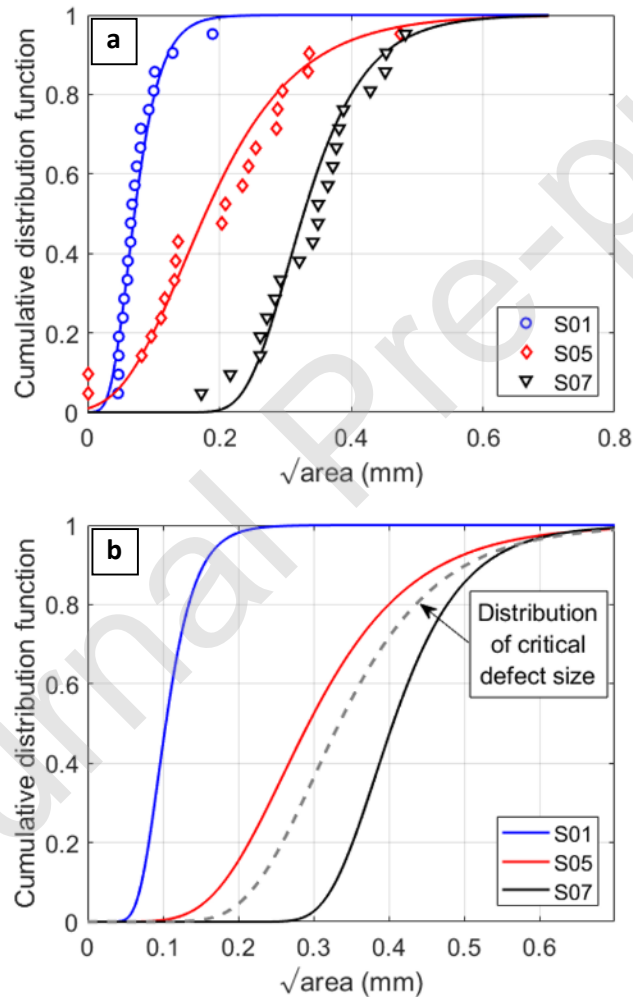 a
1
0.8
0.6
0.4
0.2
0
Cumulative distribution function
0
0.2
0.4
0.6
0.8
√area (mm)
S01
S05
S07
b
1
0.8
0.6
0.4
0.2
0
Cumulative distribution function
0
0.1
0.2
0.3
0.4
0.5
0.6
√area (mm)
Distribution
of critical
defect size
S01
S05
S07
urnal Pre-p